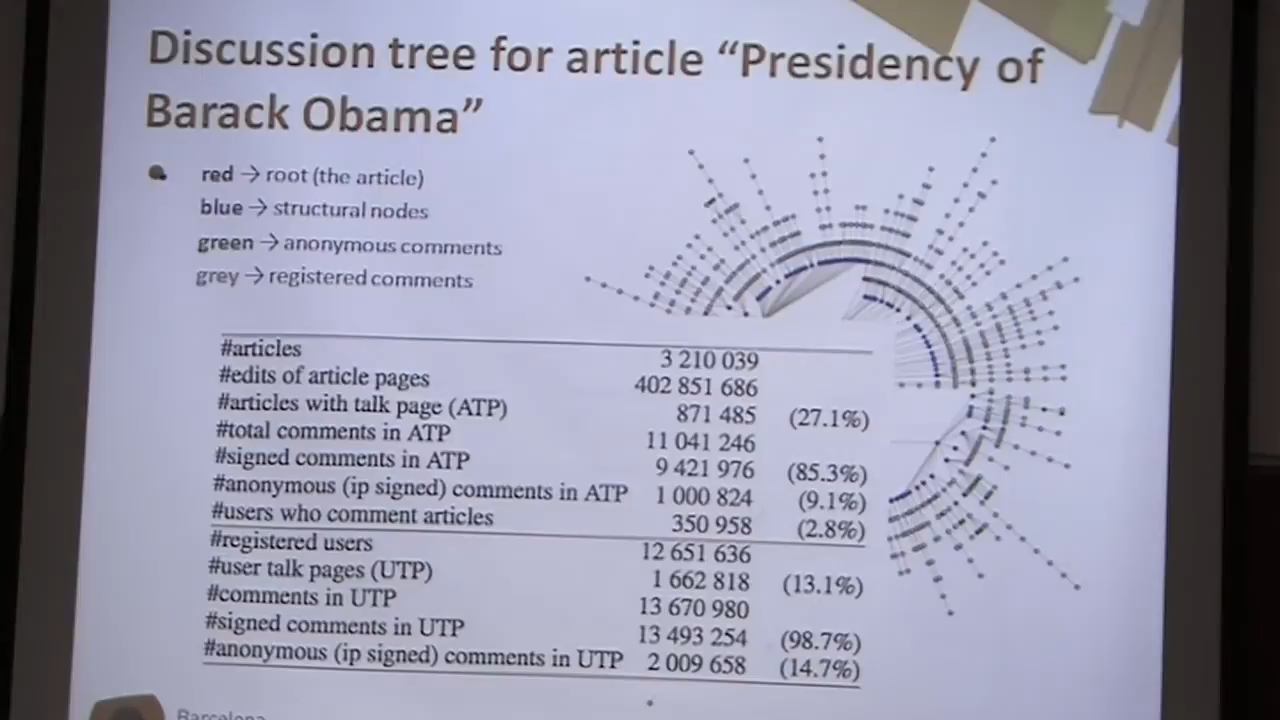 Discussion tree for article “Presidency of
Barack Obama”
red → root (the article)
blue → structural nodes
green → anonymous comments
grey → registered comments
#articles 3 210 039
#edits of article pages 402 851 686
#articles with talk page (ATP) 871 485 (27.1%)
#total comments in ATP 11 041 246
#signed comments in ATP 9 421 976 (85.3%)
#anonymous (ip signed) comments in ATP 1 000 824 (9.1%)
#users who comment articles 350 958 (2.8%)
#registered users 12 651 636
#user talk pages (UTP) 1 662 818 (13.1%)
#comments in UTP 13 670 980
#signed comments in UTP 13 493 254 (98.7%)
#anonymous (ip signed) comments in UTP 2 009 658 (14.7%)
Barcelona